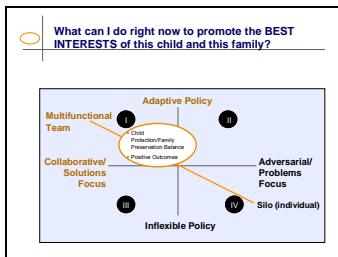 What can I do right now to promote the BEST
INTERESTS of this child and this family?
Adaptive Policy
I
II
Multifunctional
Team
• Child
Protection/Family
Preservation Balance
• Positive Outcomes
Collaborative/
Solutions
Focus
Adversarial/
Problems
Focus
III
IV
Silo (individual)
Inflexible Policy